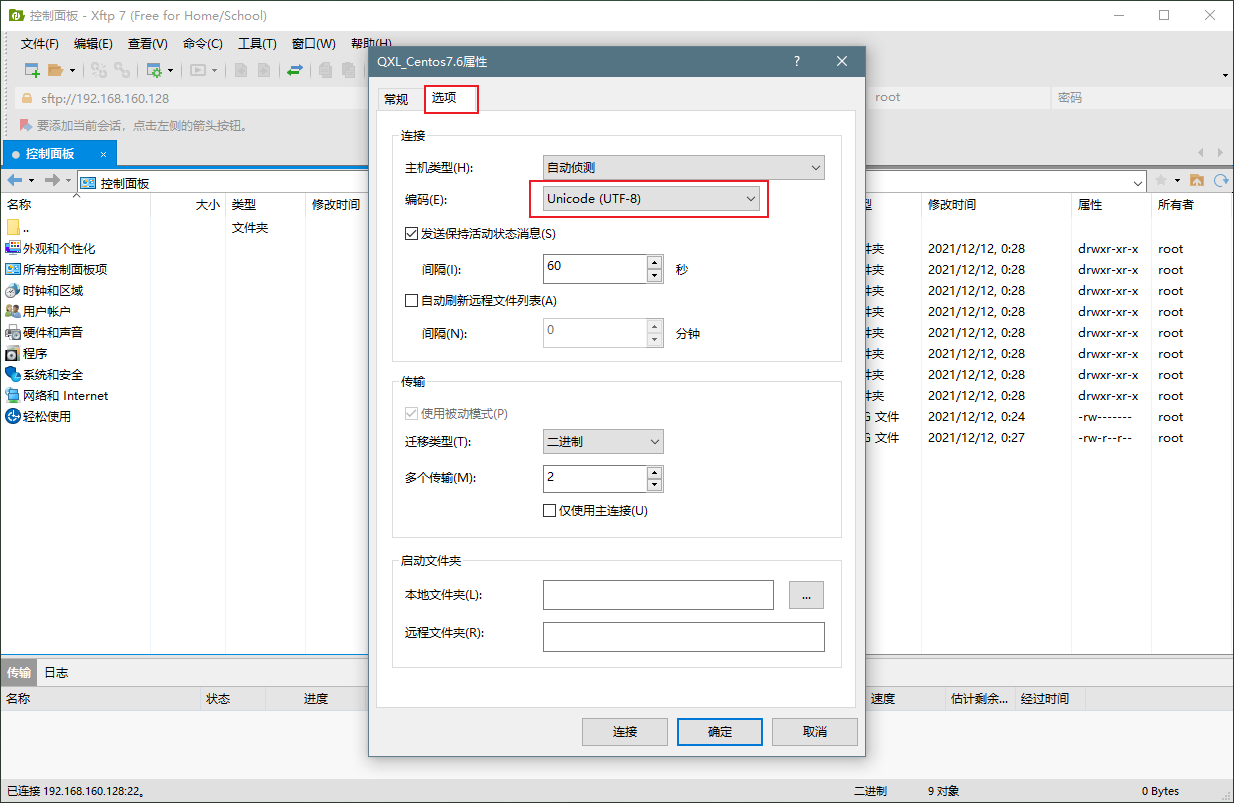 控制面板 - Xftp 7 (Free for Home/School)
文件(F) 编辑(E) 查看(V) 命令(C) 工具(T) 窗口(W) 帮助(H)
sftp://192.168.160.128 root 密码
要添加当前会话，点击左侧的箭头按钮。
控制面板 ×
控制面板
名称 大小 类型 修改时间
.. 文件夹
外观和个性化
所有控制面板项
时钟和区域
用户帐户
硬件和声音
程序
系统和安全
网络和 Internet
轻松使用
QXL_Centos7.6属性 ?
常规 选项
连接
主机类型(H): 自动侦测
编码(E): Unicode (UTF-8)
发送保持活动状态消息(S)
间隔(I): 60 秒
自动刷新远程文件列表(A)
间隔(N): 0 分钟
传输
使用被动模式(P)
迁移类型(T): 二进制
多个传输(M): 2
仅使用主连接(U)
启动文件夹
本地文件夹(L): ...
远程文件夹(R):
连接 确定 取消
型 修改时间 属性 所有者
件夹 2021/12/12, 0:28 drwxr-xr-x root
件夹 2021/12/12, 0:28 drwxr-xr-x root
件夹 2021/12/12, 0:28 drwxr-xr-x root
件夹 2021/12/12, 0:28 drwxr-xr-x root
件夹 2021/12/12, 0:28 drwxr-xr-x root
件夹 2021/12/12, 0:28 drwxr-xr-x root
件夹 2021/12/12, 0:28 drwxr-xr-x root
件夹 2021/12/12, 0:28 drwxr-xr-x root
G 文件 2021/12/12, 0:24 -rw------- root
G 文件 2021/12/12, 0:27 -rw-r--r-- root
传输 日志
名称 状态 进度 速度 估计剩余... 经过时间
已连接 192.168.160.128:22。 二进制 9 对象 0 Bytes